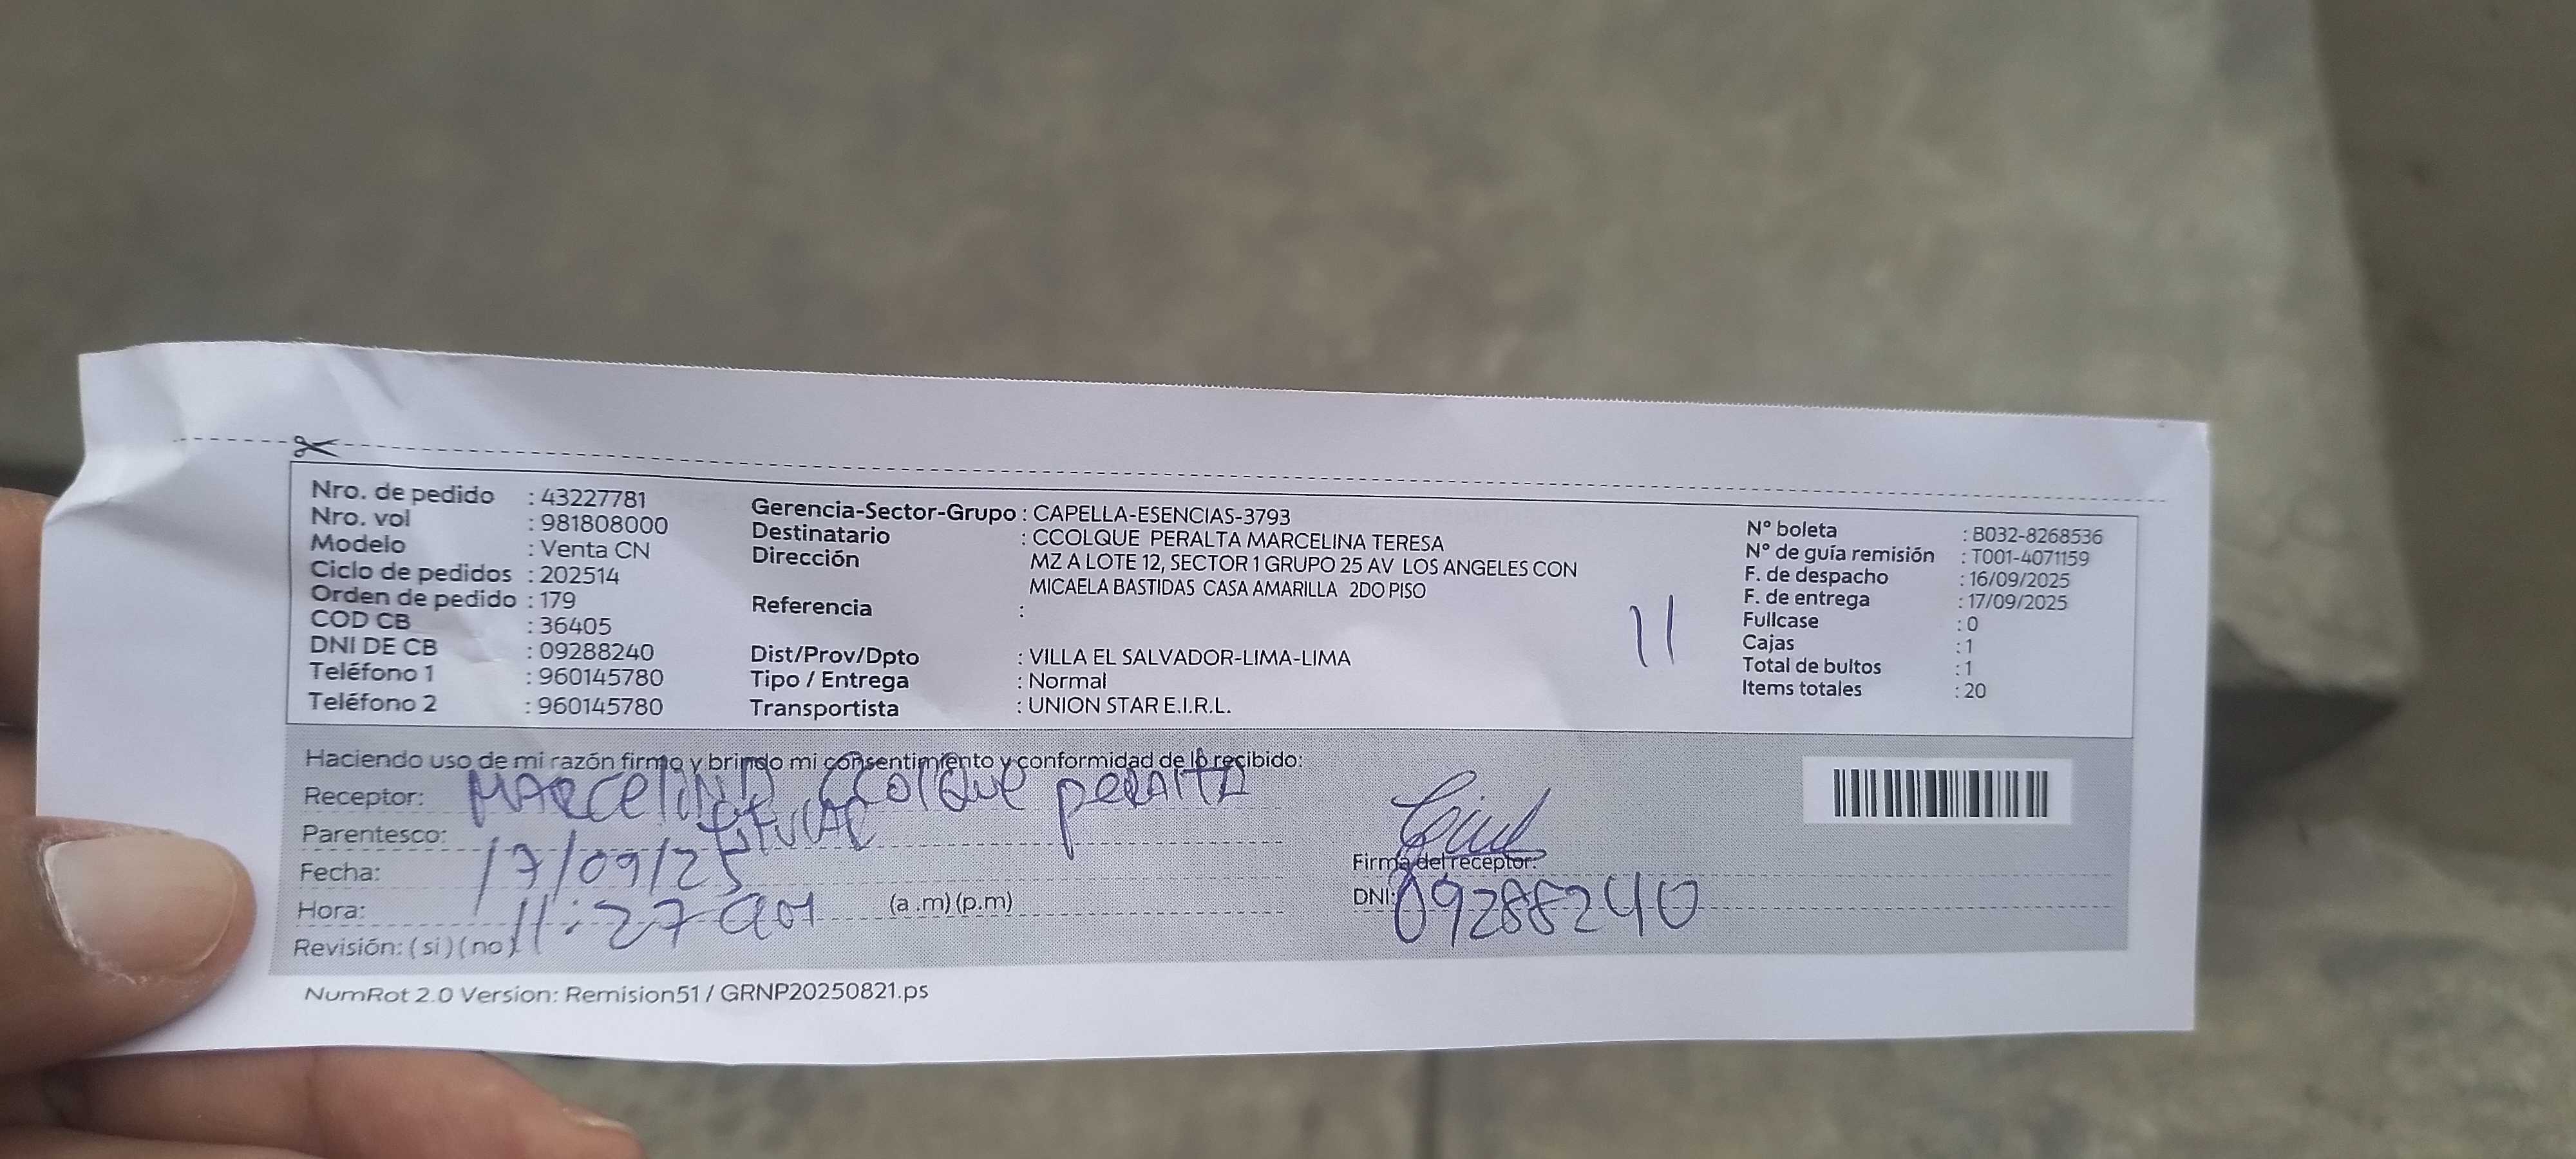 Nro. de pedido : 43227781
Nro. vol : 981808000
Modelo : Venta CN
Ciclo de pedidos : 202514
Orden de pedido : 179
COD CB : 36405
DNI DE CB : 09288240
Teléfono 1 : 960145780
Teléfono 2 : 960145780
Gerencia-Sector-Grupo : CAPELLA-ESENCIAS-3793
Destinatario : CCOLQUE PERALTA MARCELINA TERESA
Dirección MZ A LOTE 12, SECTOR 1 GRUPO 25 AV LOS ANGELES CON
MICAELA BASTIDAS CASA AMARILLA 2DO PISO
Referencia :
Dist/Prov/Dpto : VILLA EL SALVADOR-LIMA-LIMA
Tipo / Entrega : Normal
Transportista : UNION STAR E.I.R.L.
11
N° boleta : B032-8268536
N° de guía remisión : T001-4071159
F. de despacho : 16/09/2025
F. de entrega : 17/09/2025
Fullcase : 0
Cajas : 1
Total de bultos : 1
Items totales : 20
Haciendo uso de mi razón firmo y brindo mi consentimiento y conformidad de lo recibido:
Receptor: MARCELINA CCOLQUE PERALTA
Parentesco: TITULAR
Fecha: 17/09/25
Hora: 11:27 am (a .m) (p.m)
Revisión: ( si ) ( no )
Firma del receptor:
DNI: 09288240
NumRot 2.0 Version: Remision51 / GRNP20250821.ps